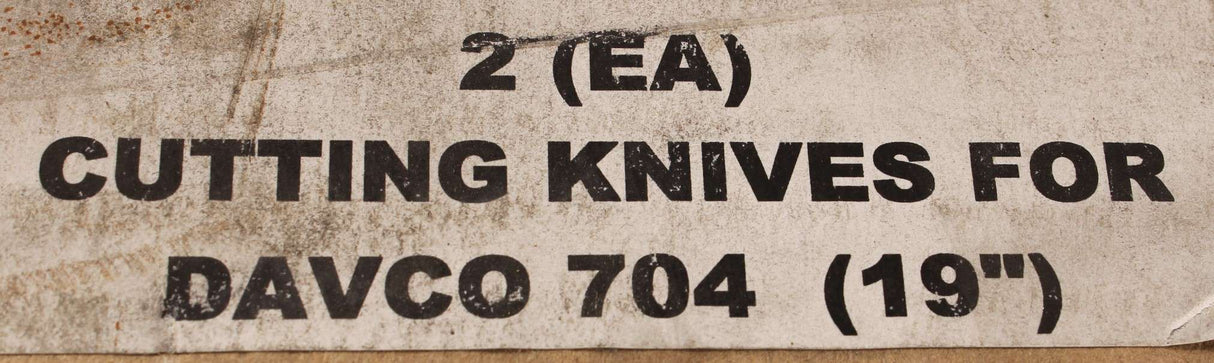 2 (EA)
CUTTING KNIVES FOR
DAVCO 704 (19")